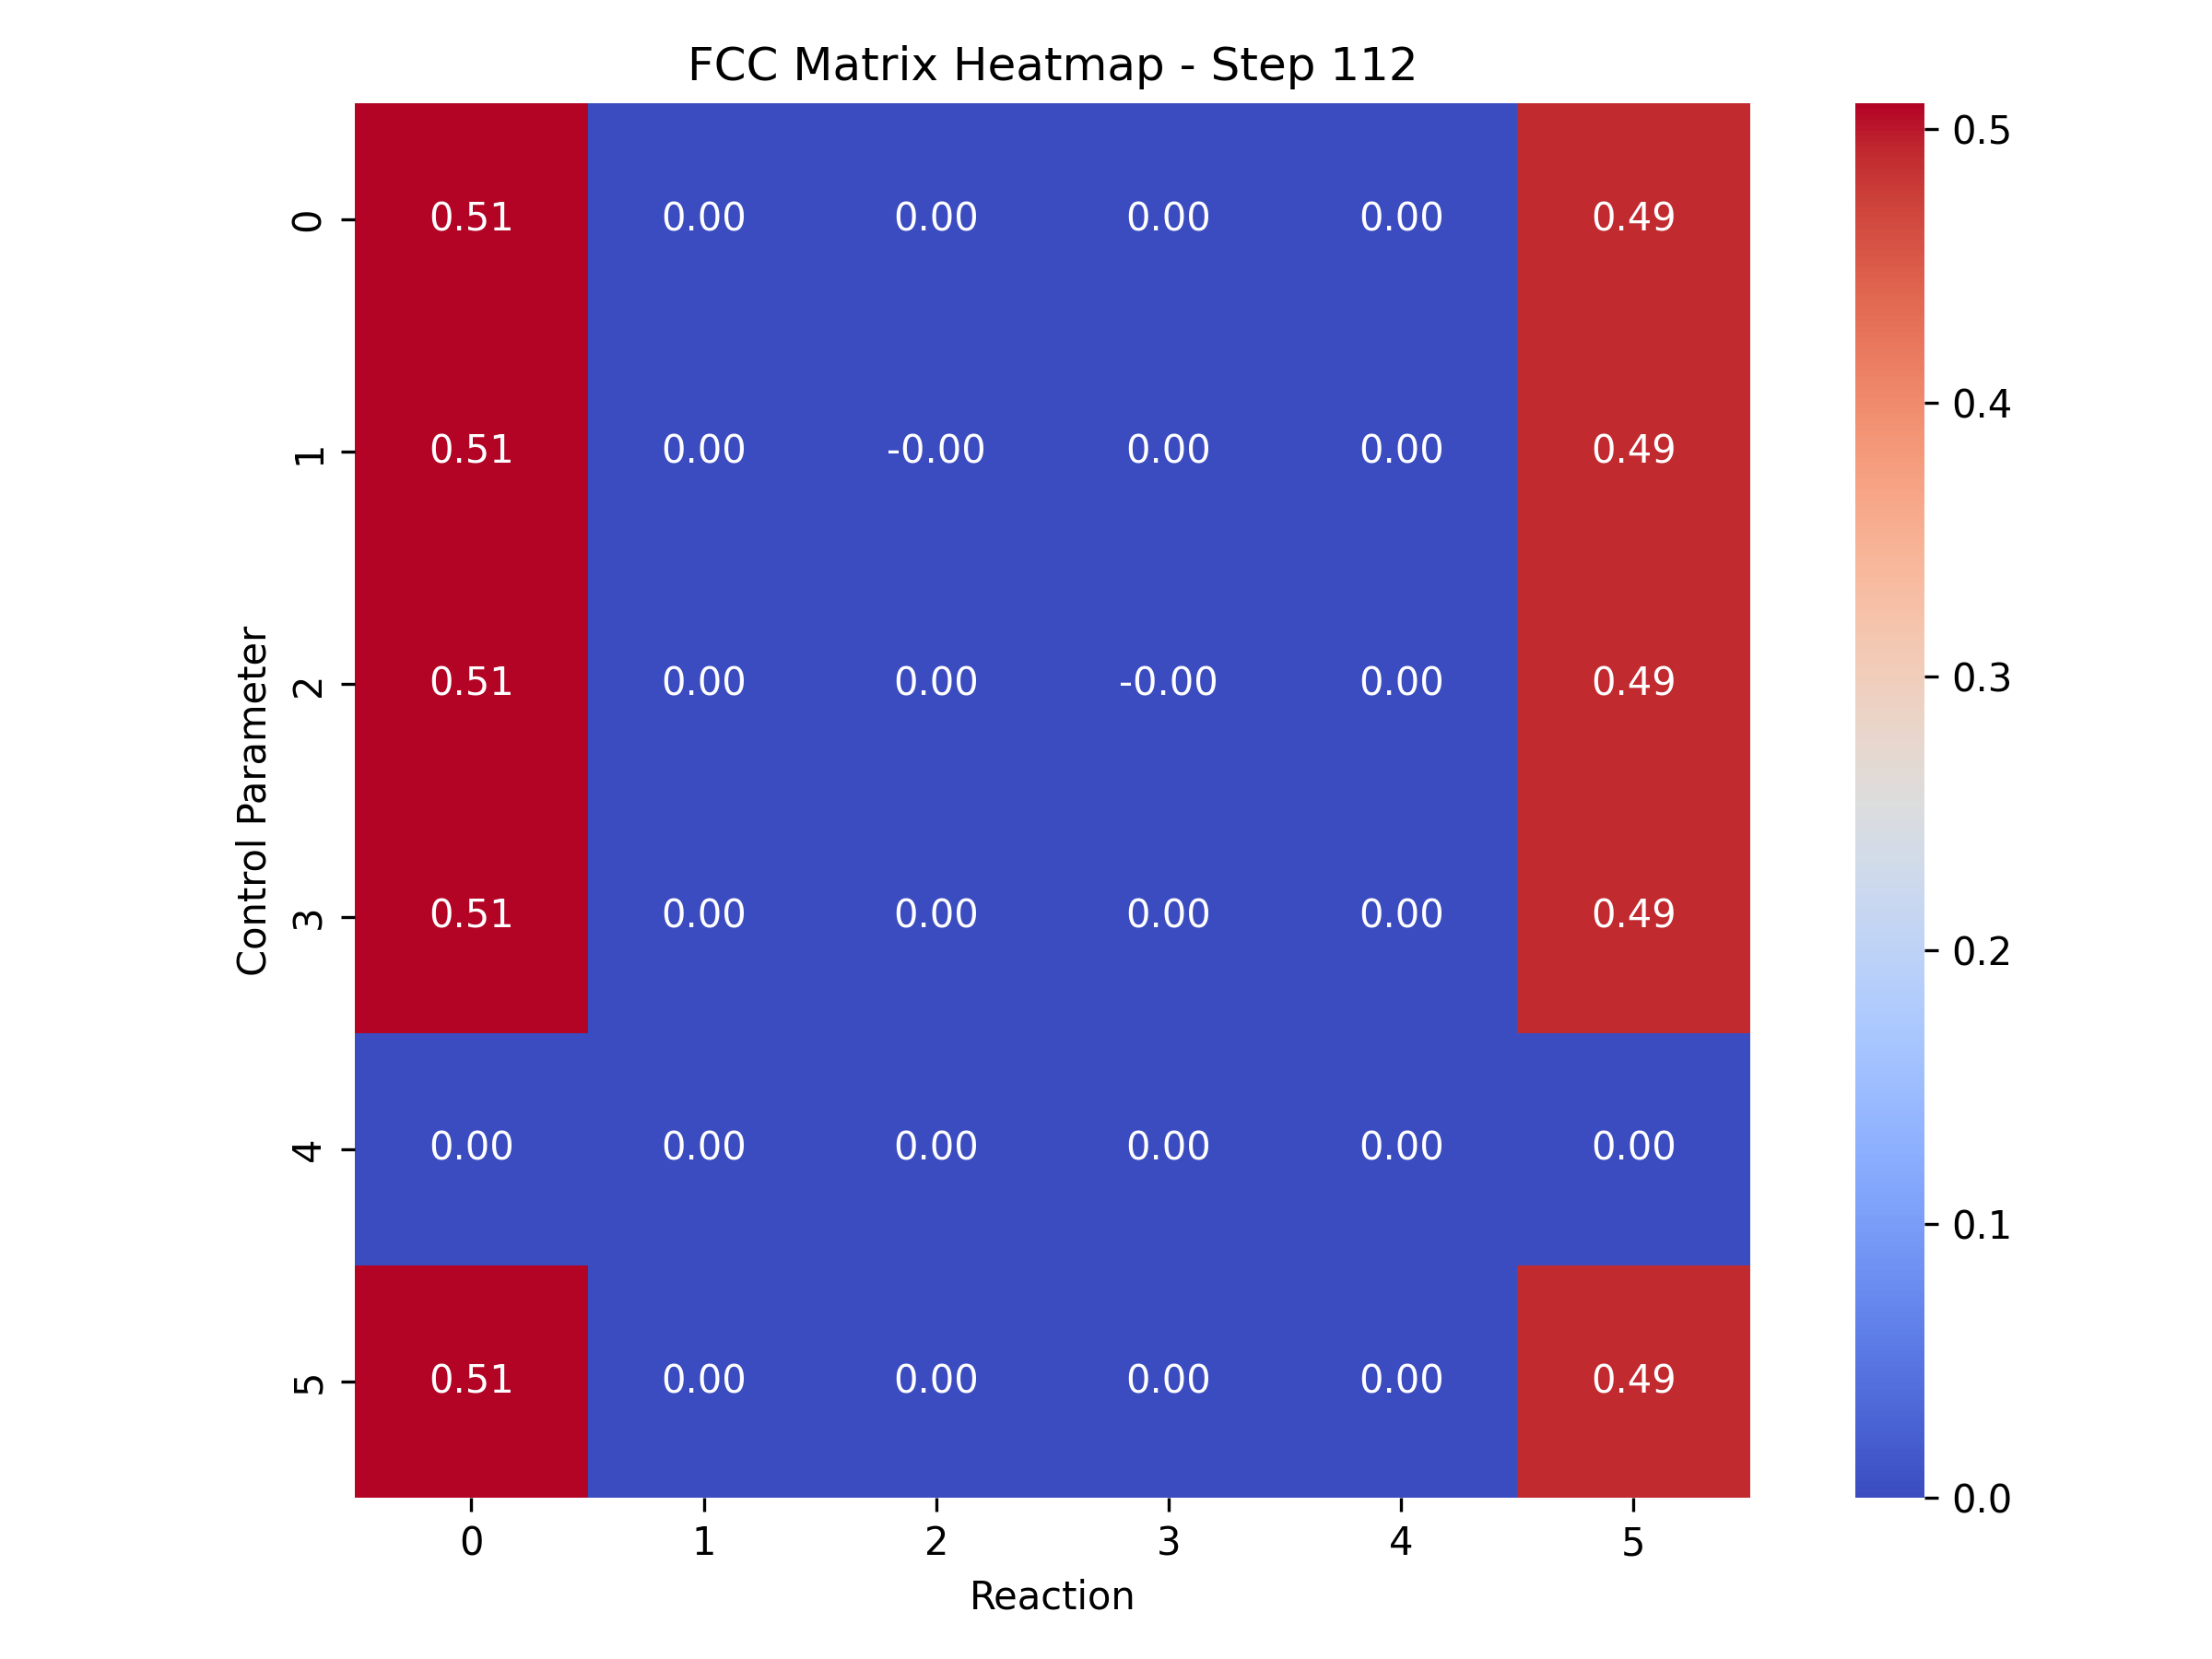 FCC Matrix Heatmap - Step 112
0 0.51 0.00 0.00 0.00 0.00 0.49
1 0.51 0.00 -0.00 0.00 0.00 0.49
2 0.51 0.00 0.00 -0.00 0.00 0.49
3 0.51 0.00 0.00 0.00 0.00 0.49
4 0.00 0.00 0.00 0.00 0.00 0.00
5 0.51 0.00 0.00 0.00 0.00 0.49
0 1 2 3 4 5
Reaction
Control Parameter
0.5
0.4
0.3
0.2
0.1
0.0